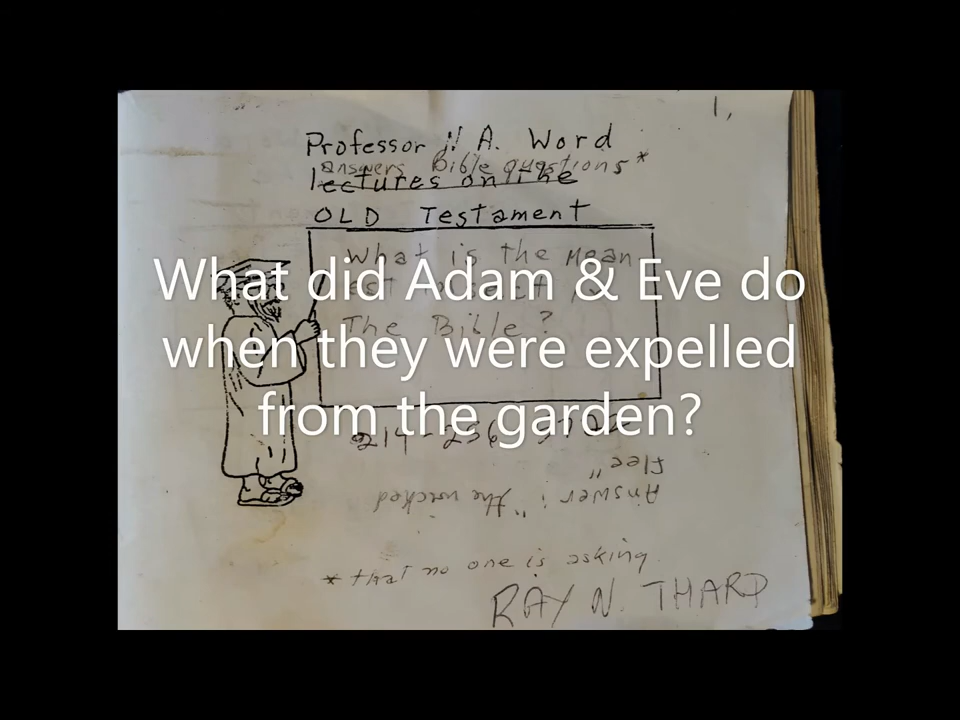 1,
Professor A. Word
answers Bible questions*
lectures on the
OLD Testament
What is the Mean
est
The Bible?
What did Adam & Eve do
when they were expelled
from the garden?
Answer: "the wicked
flee"
* that no one is asking
RAY N. THARP